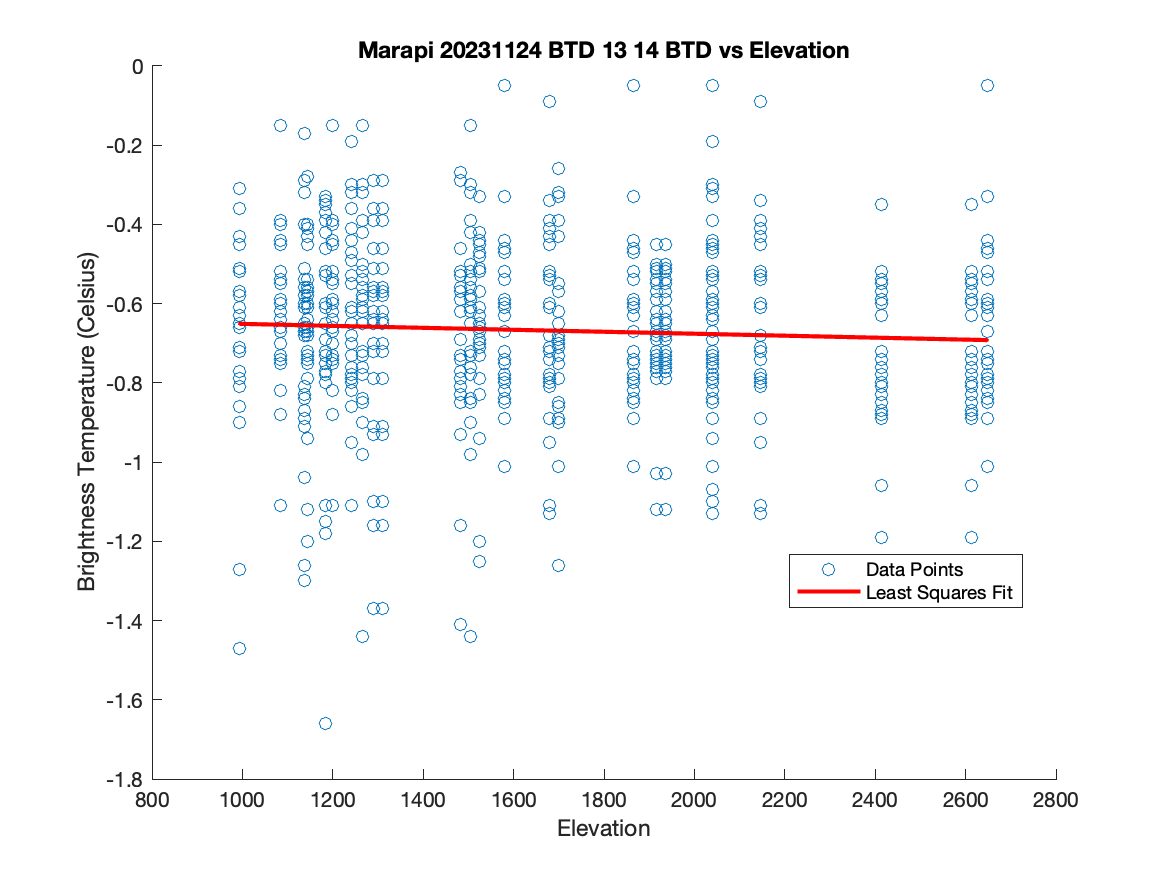 Marapi 20231124 BTD 13 14 BTD vs Elevation
0
-0.2
-0.4
-0.6
-0.8
-1
-1.2
-1.4
-1.6
-1.8
Brightness Temperature (Celsius)
Data Points
Least Squares Fit
800 1000 1200 1400 1600 1800 2000 2200 2400 2600 2800
Elevation